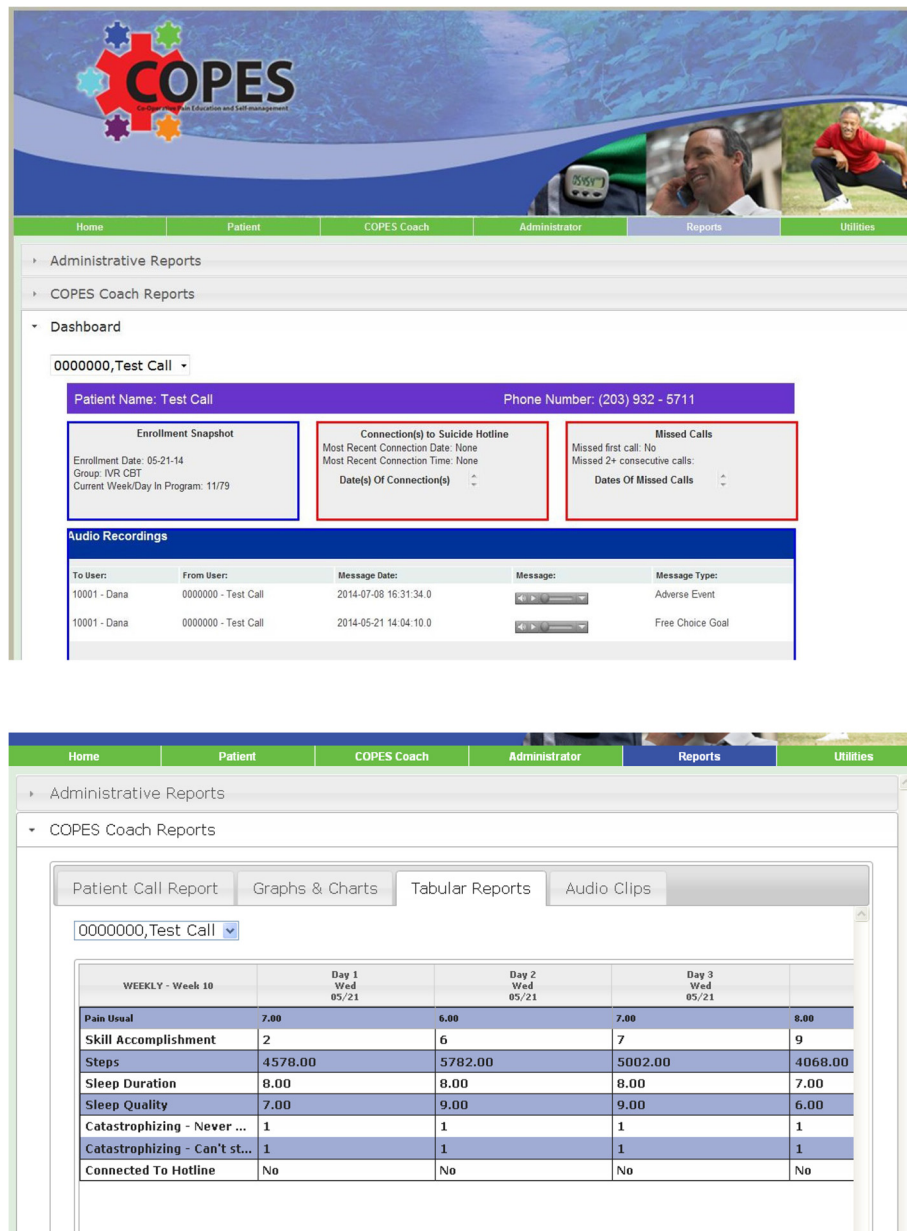 COPES
Co-Operative Pain Education and Self-management
Home Patient COPES Coach Administrator Reports Utilities
Administrative Reports
COPES Coach Reports
Dashboard
0000000,Test Call
Patient Name: Test Call Phone Number: (203) 932 - 5711
Enrollment Snapshot
Enrollment Date: 05-21-14
Group: IVR CBT
Current Week/Day In Program: 11/79
Connection(s) to Suicide Hotline
Most Recent Connection Date: None
Most Recent Connection Time: None
Date(s) Of Connection(s)
Missed Calls
Missed first call: No
Missed 2+ consecutive calls:
Dates Of Missed Calls
Audio Recordings
To User: From User: Message Date: Message: Message Type:
10001 - Dana 0000000 - Test Call 2014-07-08 16:31:34.0 Adverse Event
10001 - Dana 0000000 - Test Call 2014-05-21 14:04:10.0 Free Choice Goal
Home Patient COPES Coach Administrator Reports Utilities
Administrative Reports
COPES Coach Reports
Patient Call Report Graphs & Charts Tabular Reports Audio Clips
0000000,Test Call
WEEKLY - Week 10 Day 1 Day 2 Day 3
Wed Wed Wed
05/21 05/21 05/21
Pain Usual 7.00 6.00 7.00 8.00
Skill Accomplishment 2 6 7 9
Steps 4578.00 5782.00 5002.00 4068.00
Sleep Duration 8.00 8.00 8.00 7.00
Sleep Quality 7.00 9.00 9.00 6.00
Catastrophizing - Never ... 1 1 1 1
Catastrophizing - Can't st... 1 1 1 1
Connected To Hotline No No No No